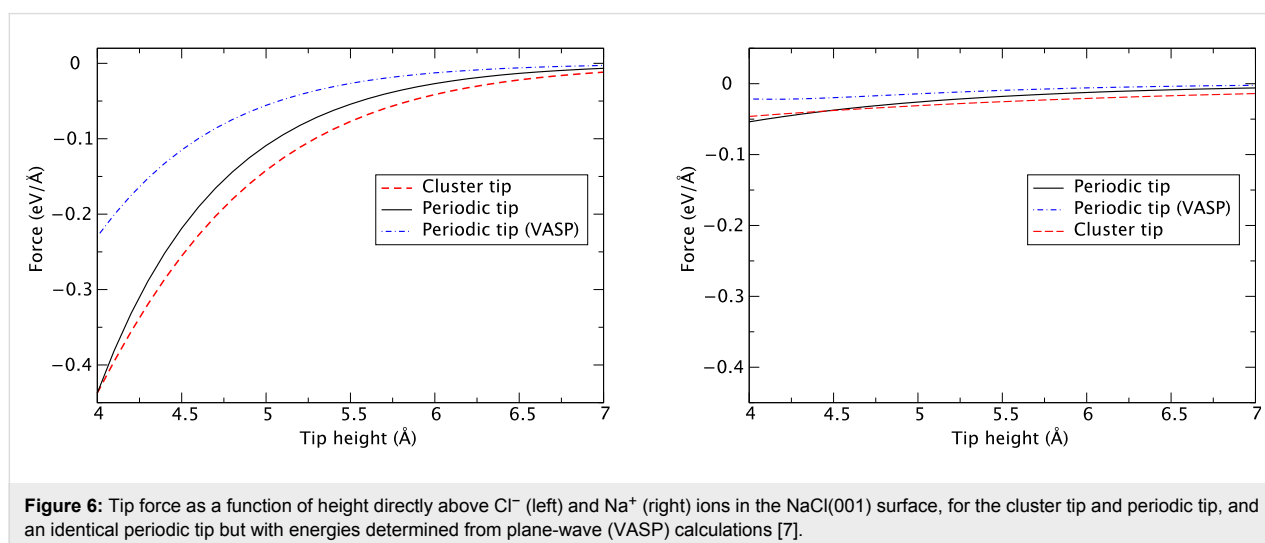 0
−0.1
−0.2
−0.3
−0.4
Force (eV/Å)
4
4.5
5
5.5
6
6.5
7
Tip height (Å)
Cluster tip
Periodic tip
Periodic tip (VASP)
0
−0.1
−0.2
−0.3
−0.4
Force (eV/Å)
4
4.5
5
5.5
6
6.5
7
Tip height (Å)
Periodic tip
Periodic tip (VASP)
Cluster tip
Figure 6: Tip force as a function of height directly above Cl⁻ (left) and Na⁺ (right) ions in the NaCl(001) surface, for the cluster tip and periodic tip, and
an identical periodic tip but with energies determined from plane-wave (VASP) calculations [7].